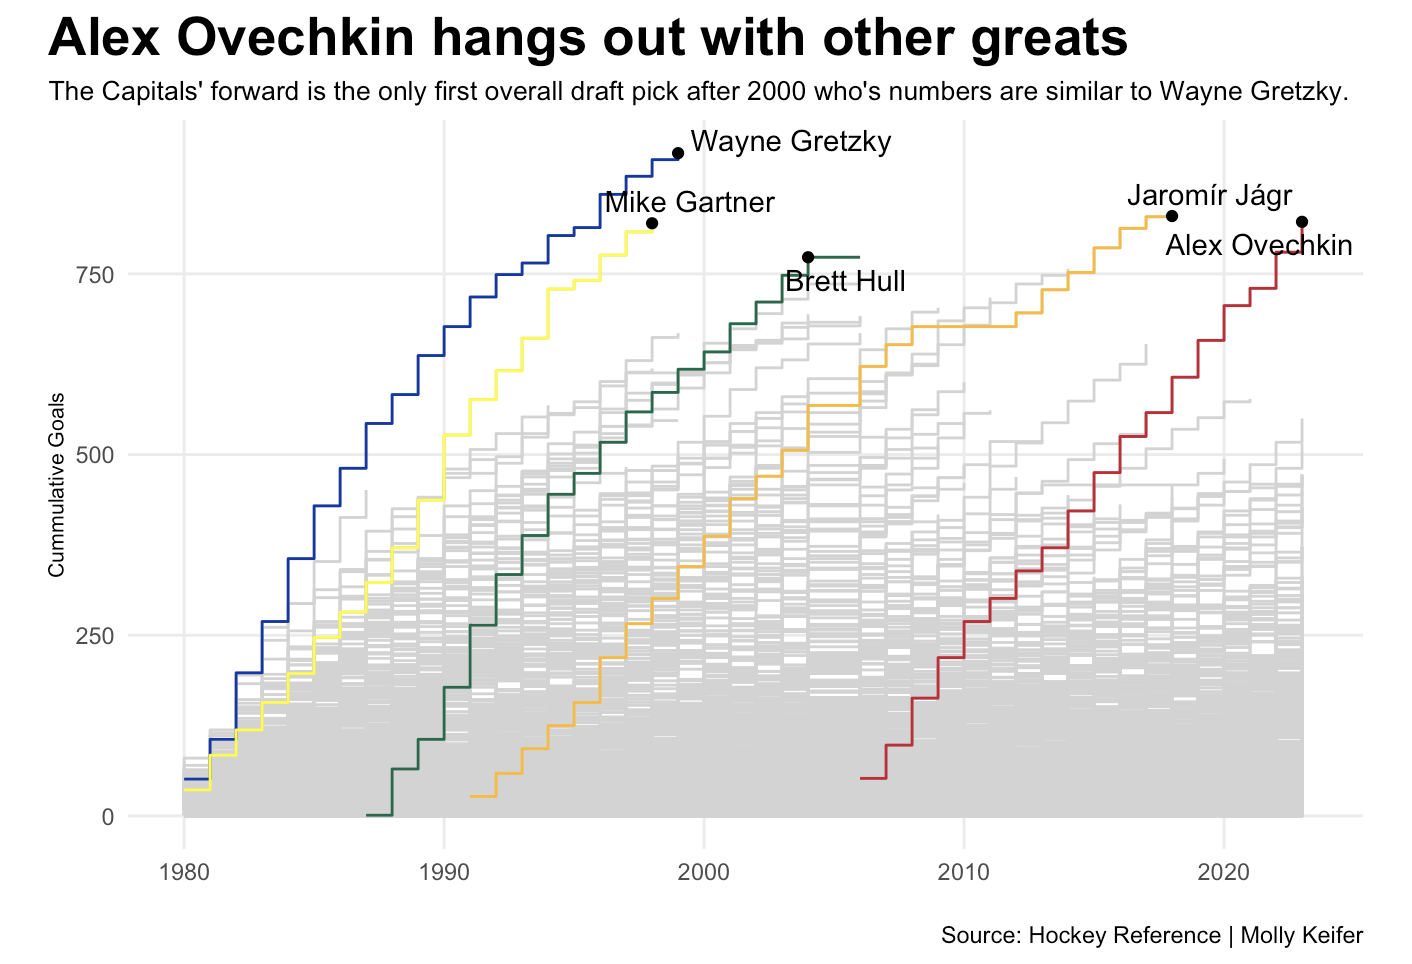 Alex Ovechkin hangs out with other greats
The Capitals' forward is the only first overall draft pick after 2000 who's numbers are similar to Wayne Gretzky.
Wayne Gretzky
Mike Gartner
Jaromír Jágr
Alex Ovechkin
Brett Hull
Cummulative Goals
750
500
250
0
1980
1990
2000
2010
2020
Source: Hockey Reference | Molly Keifer